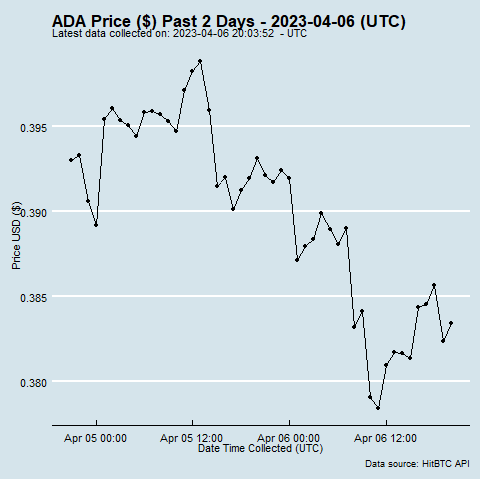 ADA Price ($) Past 2 Days - 2023-04-06 (UTC)
Latest data collected on: 2023-04-06 20:03:52 - UTC
0.395
0.390
0.385
0.380
Price USD ($)
Apr 05 00:00 Apr 05 12:00 Apr 06 00:00 Apr 06 12:00
Date Time Collected (UTC)
Data source: HitBTC API